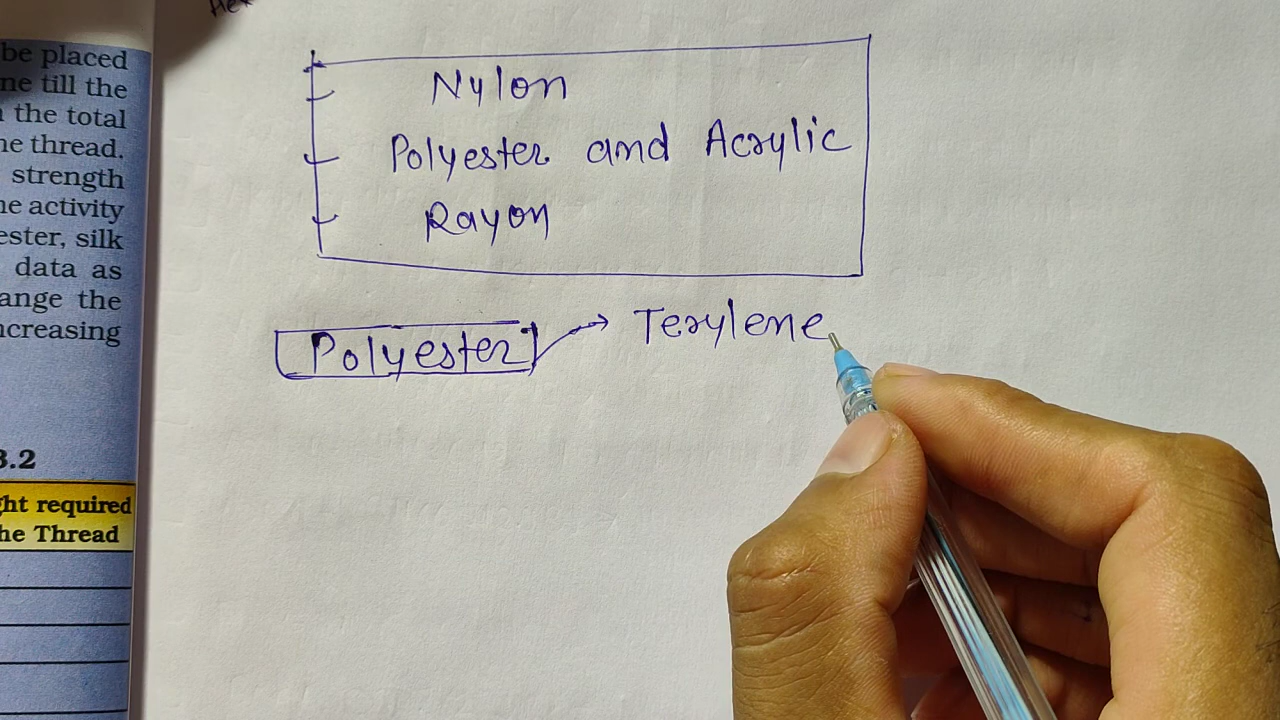 be placed
ne till the
the total
he thread.
strength
he activity
ester, silk
data as
ange the
ncreasing
3.2
ght required
he Thread
Nylon
Polyester and Acrylic
Rayon
Polyester → Terylene